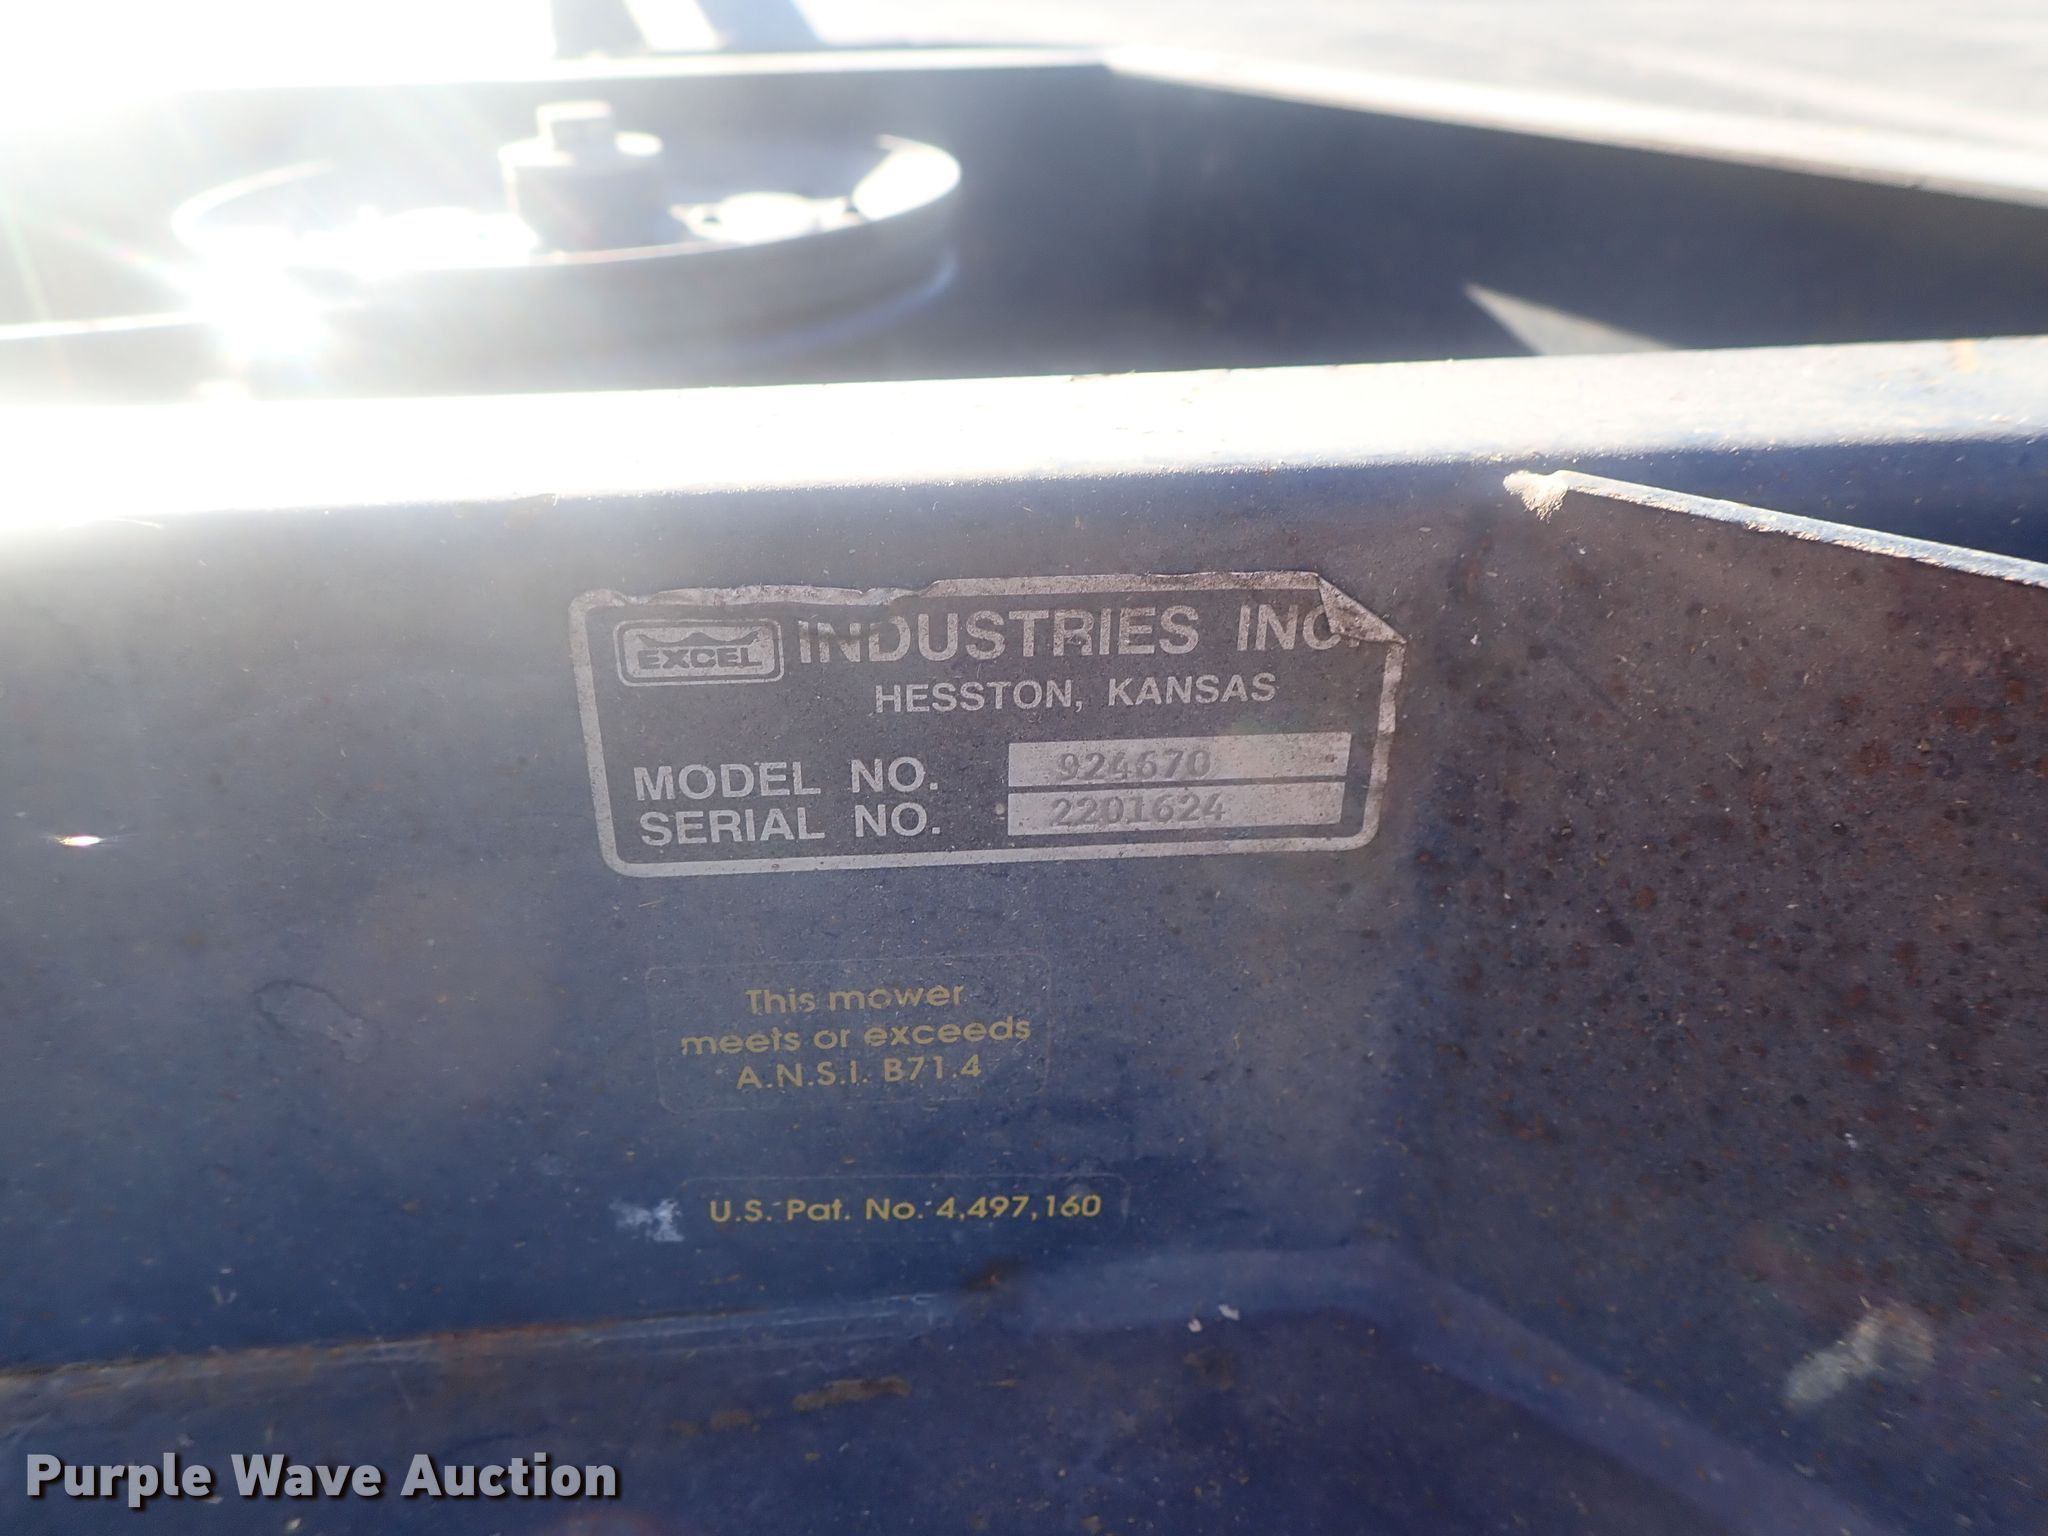 EXCEL INDUSTRIES INC.
HESSTON, KANSAS
MODEL NO. 924670
SERIAL NO. 2201624
This mower
meets or exceeds
A.N.S.I. B71.4
U.S. Pat. No. 4,497,160
Purple Wave Auction